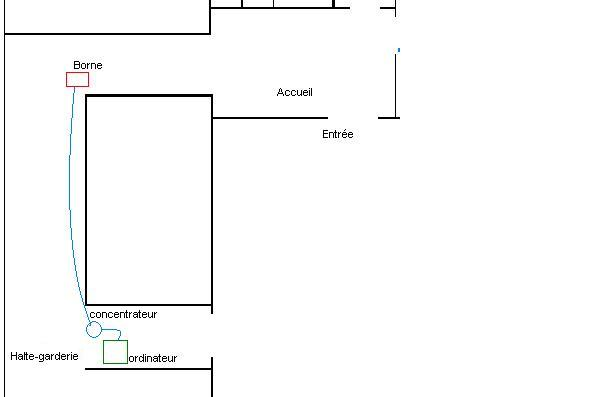 Borne
Accueil
Entrée
concentrateur
Halte-garderie
ordinateur